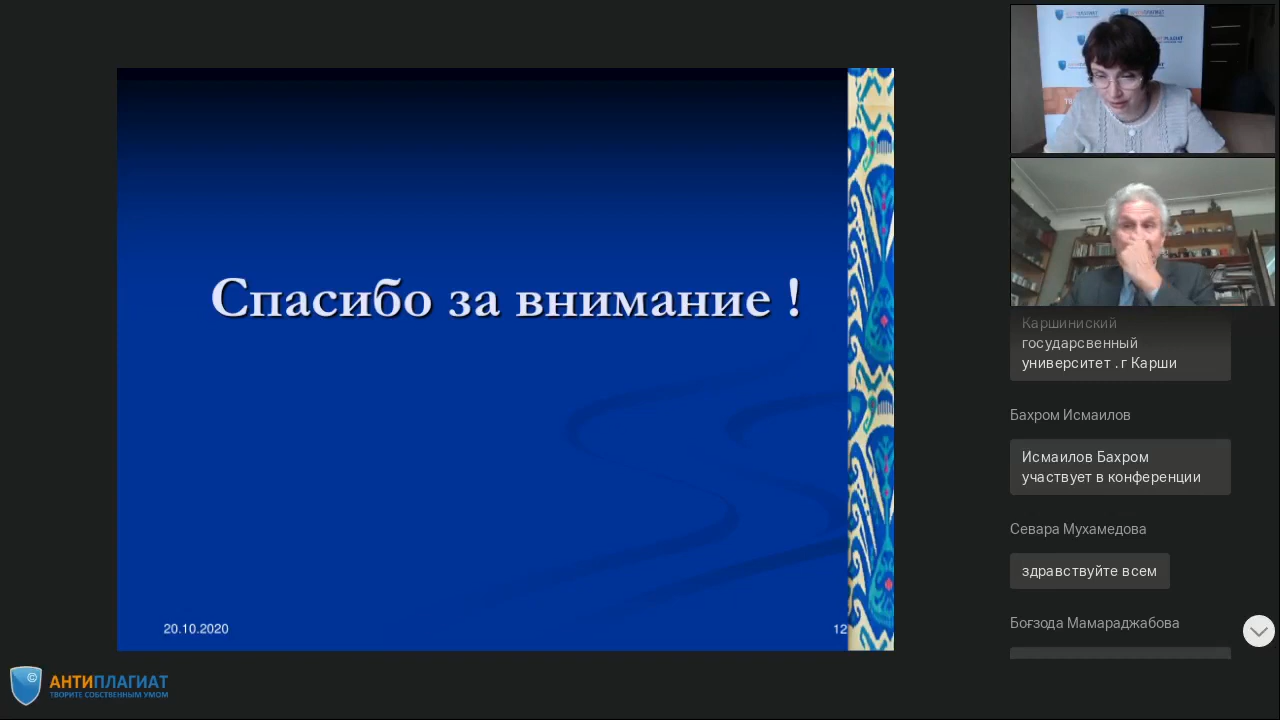 Спасибо за внимание !
20.10.2020
12
АНТИПЛАГИАТ
ТВОРИТЕ СОБСТВЕННЫМ УМОМ
Каршиниский
государсвенный
университет . г Карши
Бахром Исмаилов
Исмаилов Бахром
участвует в конференции
Севара Мухамедова
здравствуйте всем
Боғзода Мамараджабова